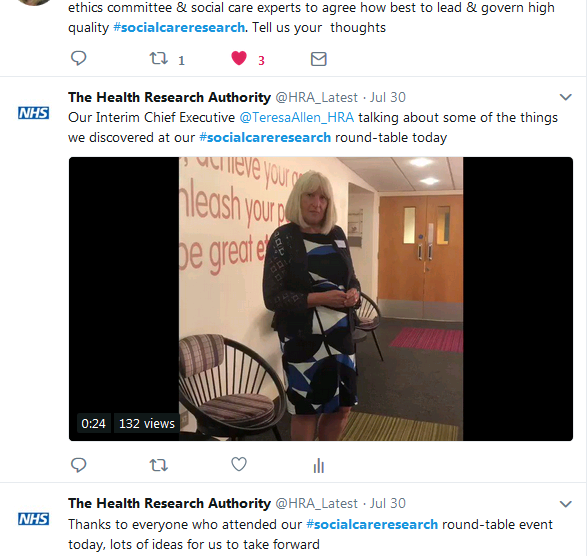 ethics committee & social care experts to agree how best to lead & govern high
quality #socialcareresearch. Tell us your thoughts
1 3
NHS The Health Research Authority @HRA_Latest · Jul 30
Our Interim Chief Executive @TeresaAllen_HRA talking about some of the things
we discovered at our #socialcareresearch round-table today
achieve your
nleash your
be great
0:24 132 views
NHS The Health Research Authority @HRA_Latest · Jul 30
Thanks to everyone who attended our #socialcareresearch round-table event
today, lots of ideas for us to take forward